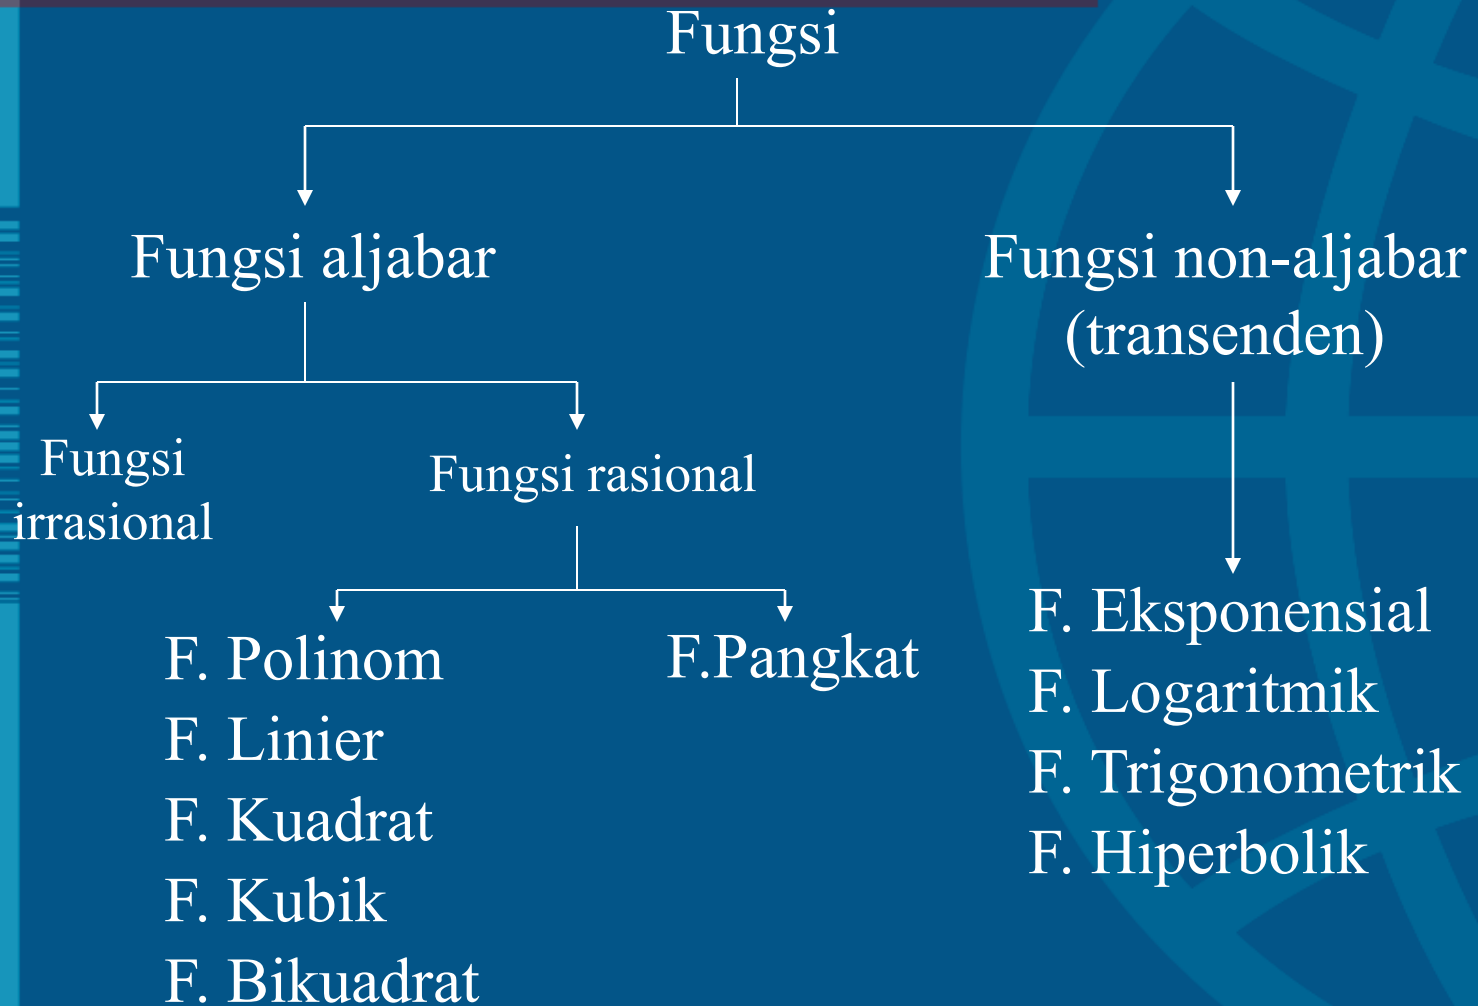 Fungsi
Fungsi aljabar
Fungsi non-aljabar
(transenden)
Fungsi
irrasional
Fungsi rasional
F. Polinom
F. Linier
F. Kuadrat
F. Kubik
F. Bikuadrat
F.Pangkat
F. Eksponensial
F. Logaritmik
F. Trigonometrik
F. Hiperbolik